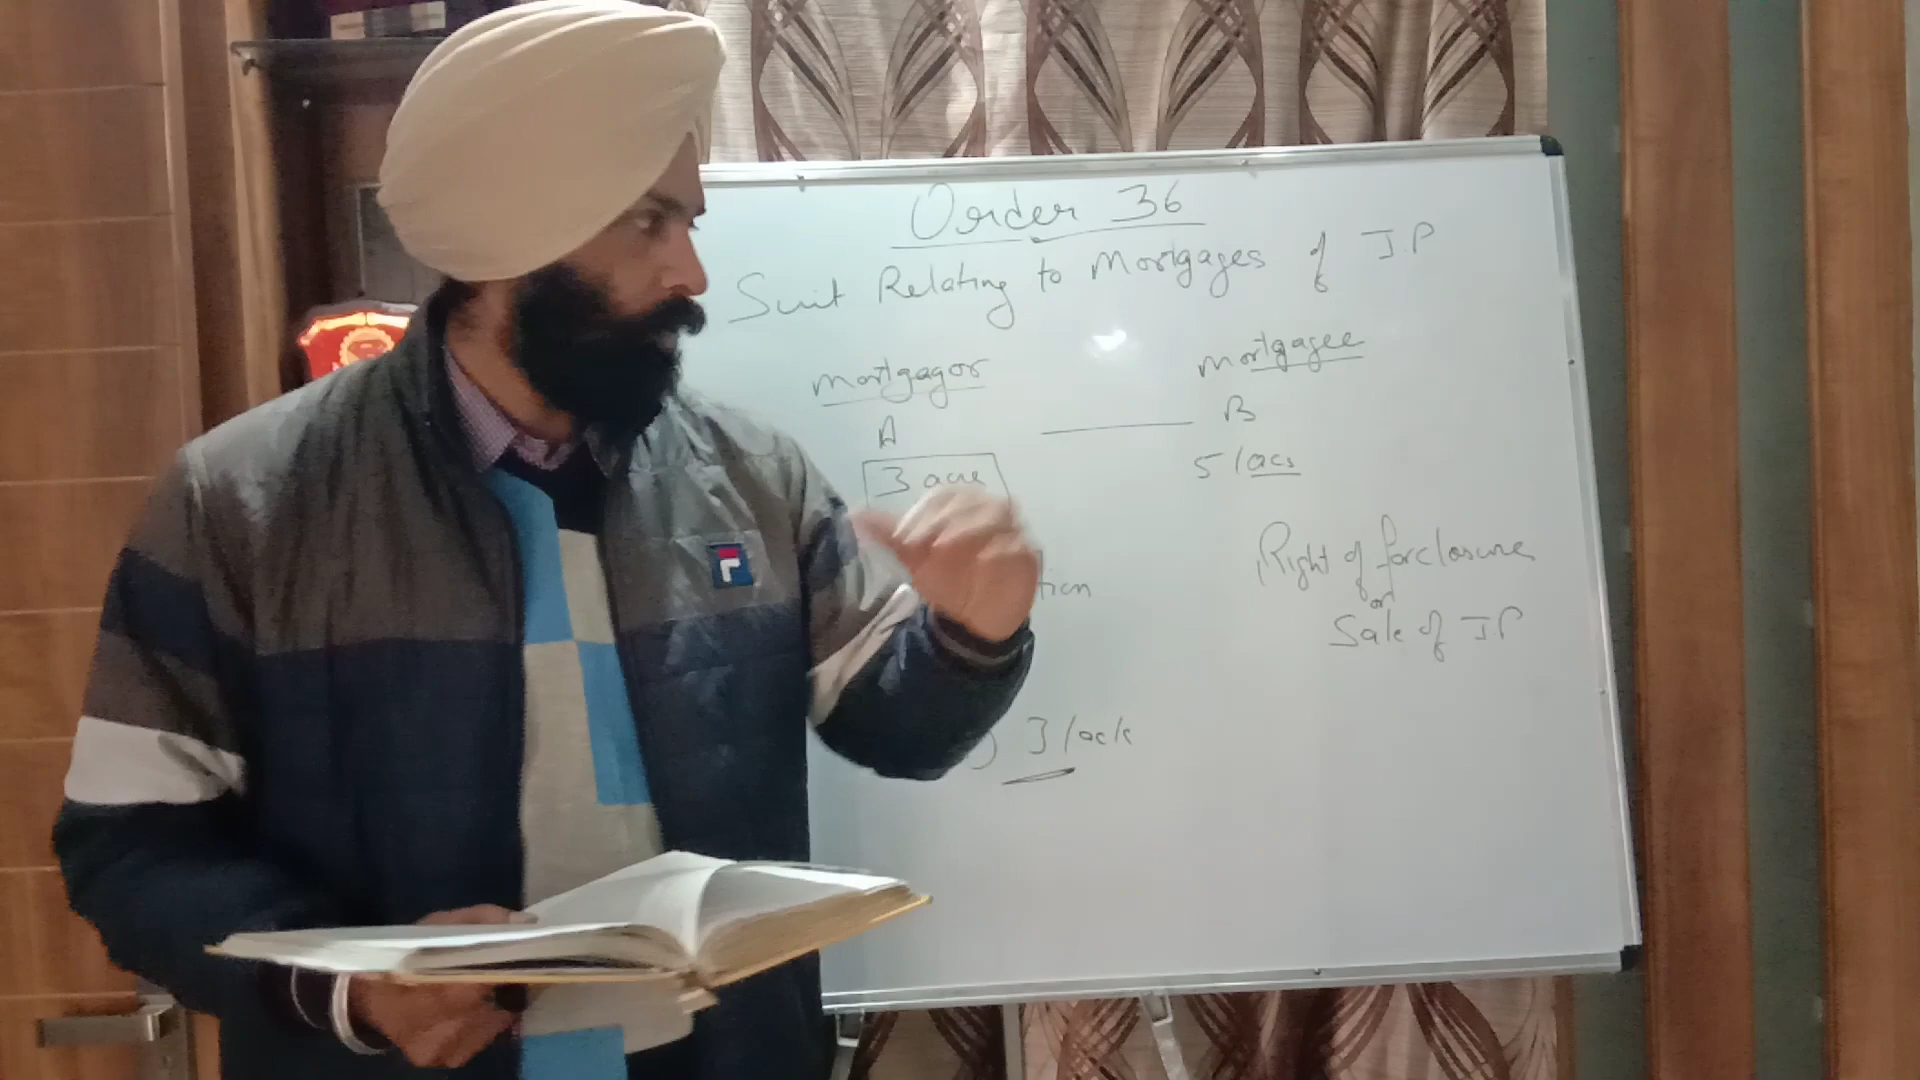 Order 36
Suit Relating to Mortgages of I.P
Mortgagor
Mortgagee
A
B
3 acre
5 lacs
Right of forclosure
or
Sale of I.P
tion
) 3 lack